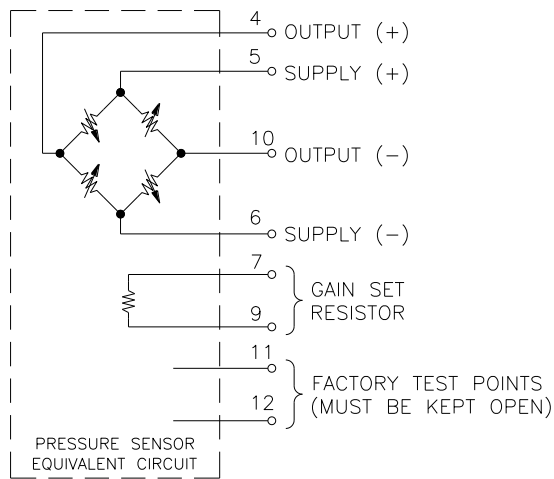 4 OUTPUT (+)
5 SUPPLY (+)
10 OUTPUT (−)
6 SUPPLY (−)
7
GAIN SET
RESISTOR
9
11
FACTORY TEST POINTS
(MUST BE KEPT OPEN)
12
PRESSURE SENSOR
EQUIVALENT CIRCUIT